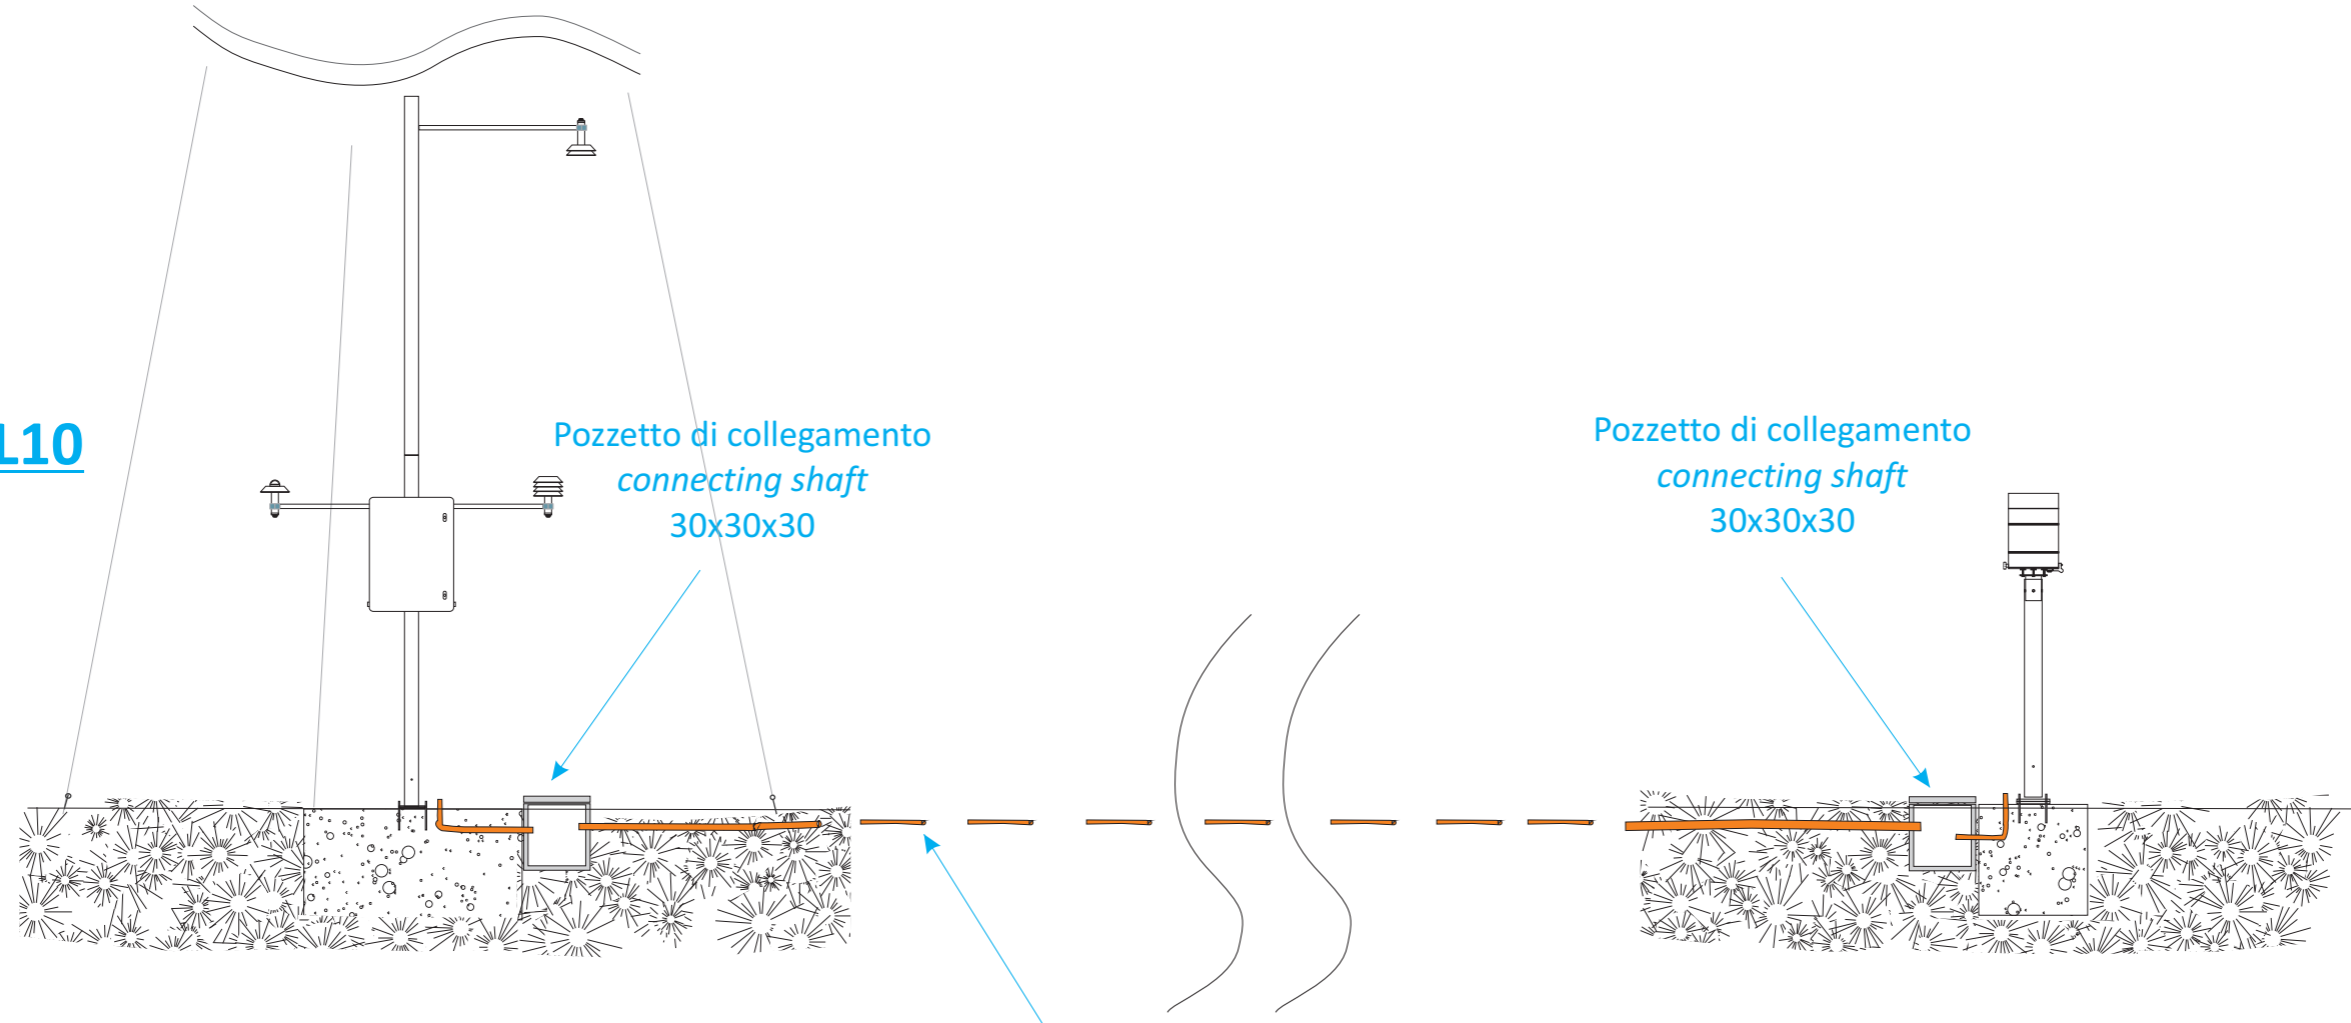 L10
Pozzetto di collegamento
connecting shaft
30x30x30
Pozzetto di collegamento
connecting shaft
30x30x30